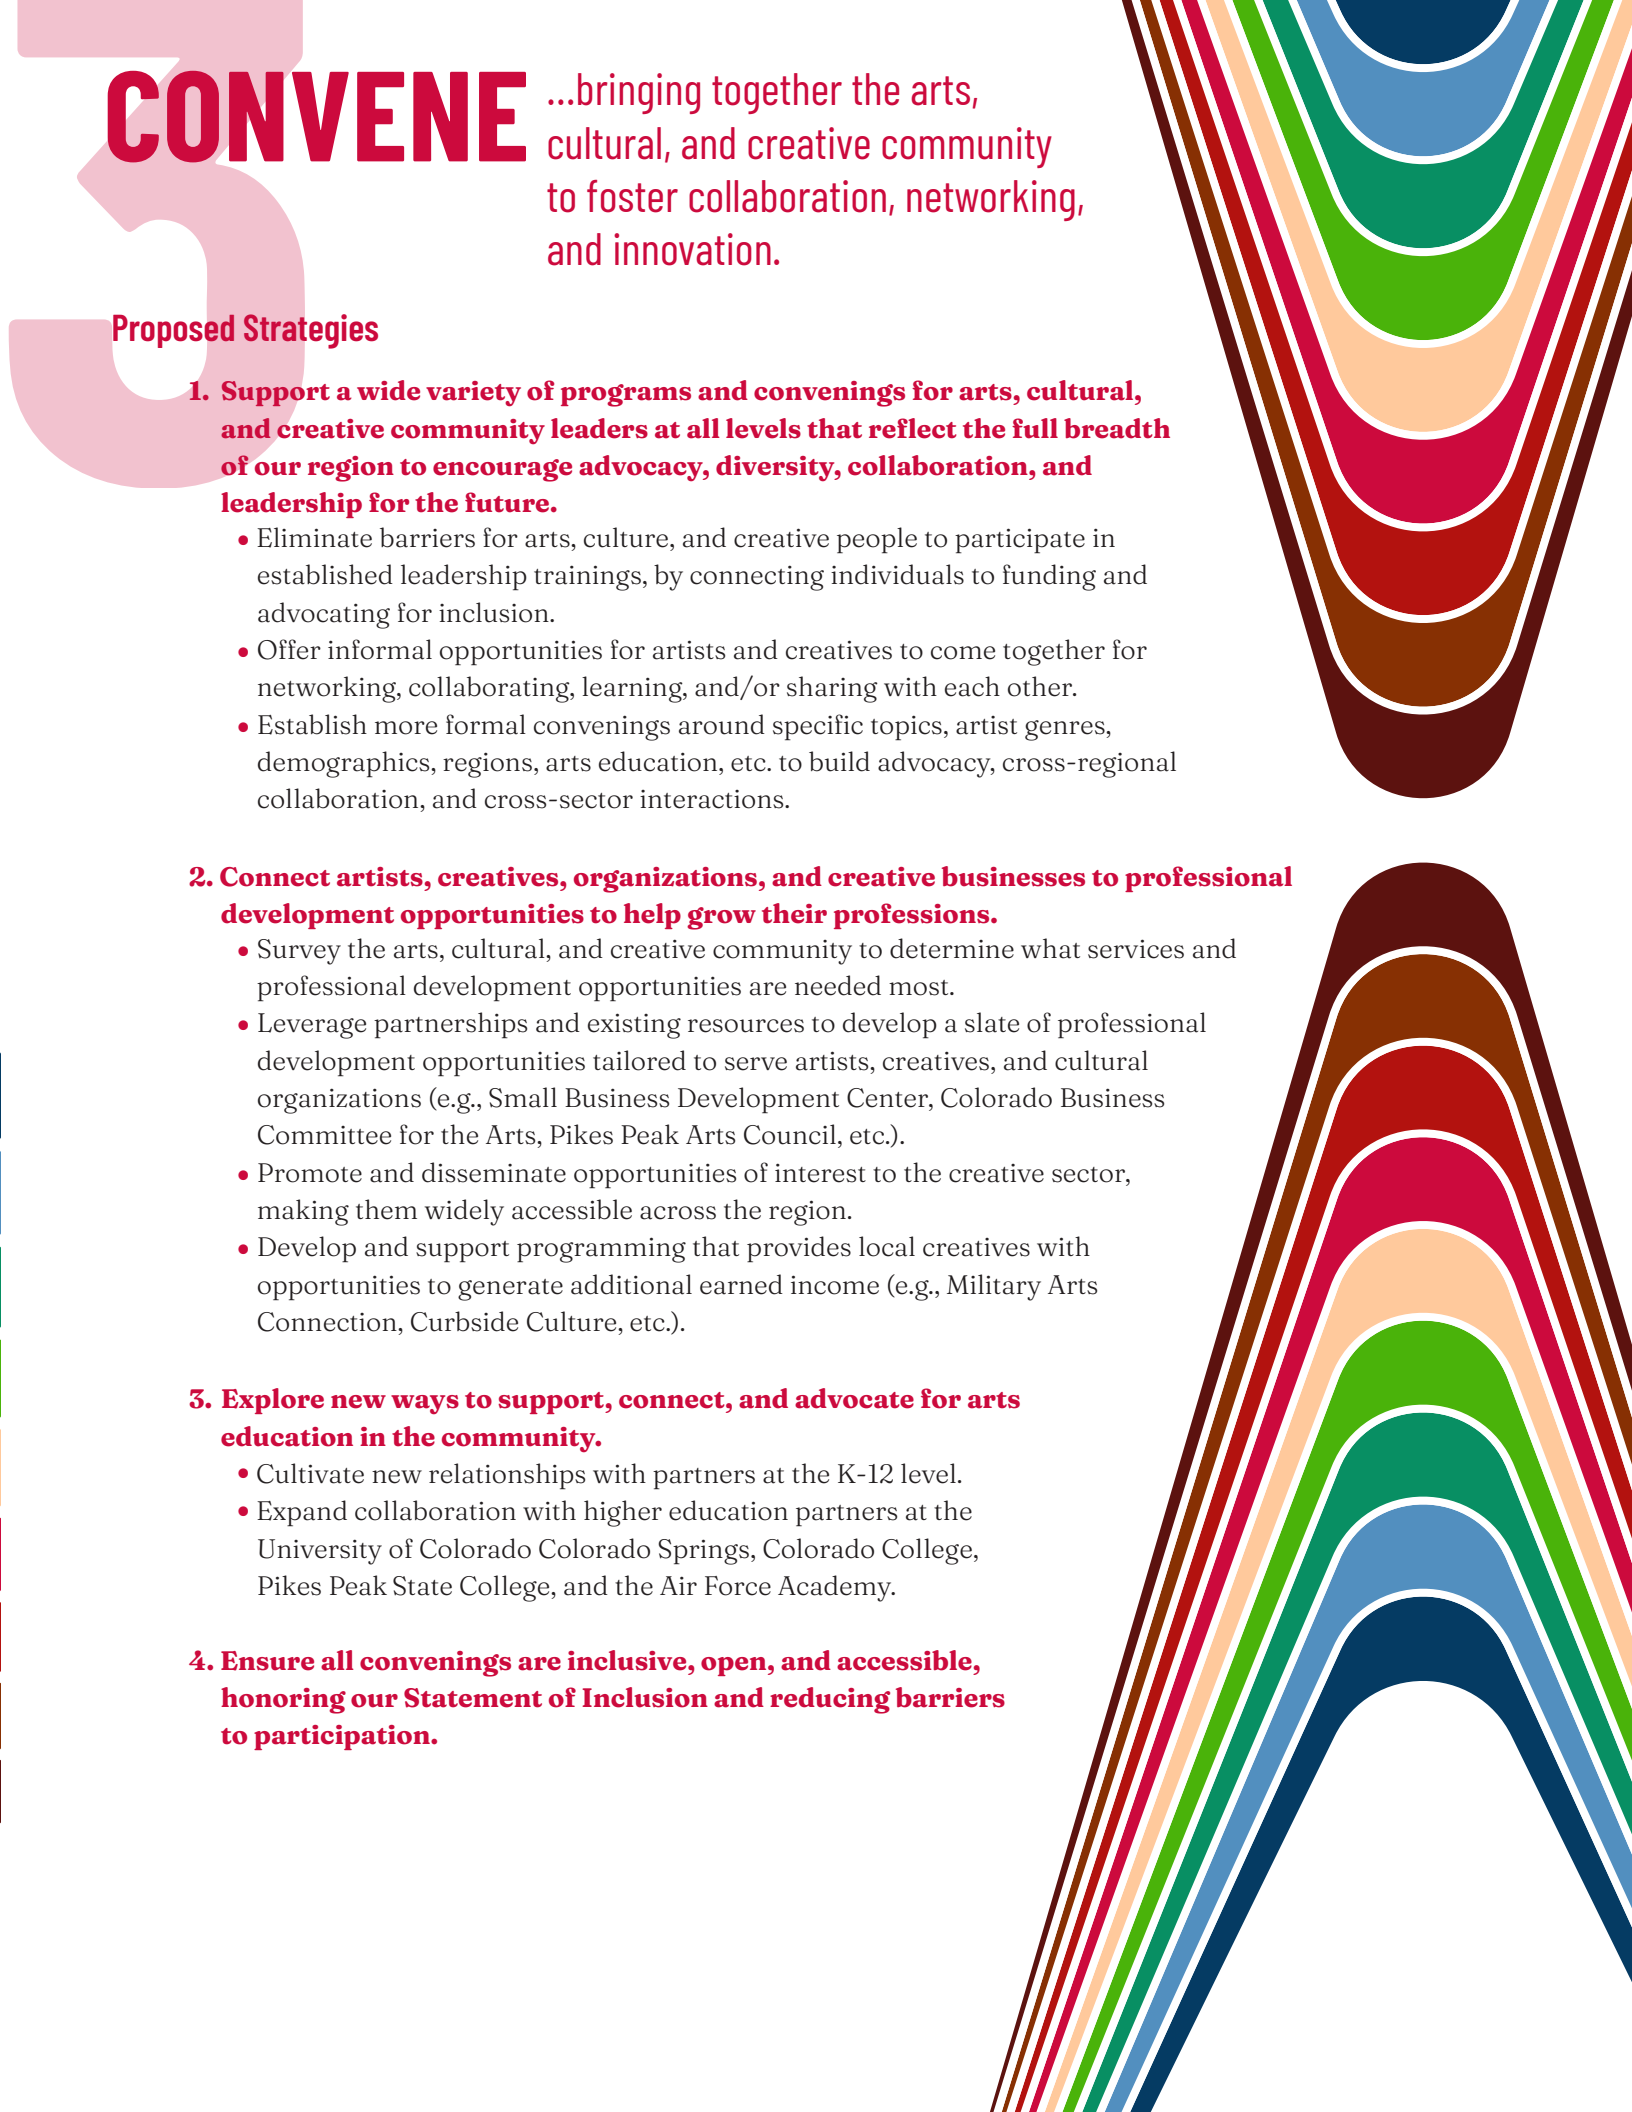 3
CONVENE
...bringing together the arts,
cultural, and creative community
to foster collaboration, networking,
and innovation.
Proposed Strategies
1. Support a wide variety of programs and convenings for arts, cultural,
and creative community leaders at all levels that reflect the full breadth
of our region to encourage advocacy, diversity, collaboration, and
leadership for the future.
• Eliminate barriers for arts, culture, and creative people to participate in
established leadership trainings, by connecting individuals to funding and
advocating for inclusion.
• Offer informal opportunities for artists and creatives to come together for
networking, collaborating, learning, and/or sharing with each other.
• Establish more formal convenings around specific topics, artist genres,
demographics, regions, arts education, etc. to build advocacy, cross-regional
collaboration, and cross-sector interactions.
2. Connect artists, creatives, organizations, and creative businesses to professional
development opportunities to help grow their professions.
• Survey the arts, cultural, and creative community to determine what services and
professional development opportunities are needed most.
• Leverage partnerships and existing resources to develop a slate of professional
development opportunities tailored to serve artists, creatives, and cultural
organizations (e.g., Small Business Development Center, Colorado Business
Committee for the Arts, Pikes Peak Arts Council, etc.).
• Promote and disseminate opportunities of interest to the creative sector,
making them widely accessible across the region.
• Develop and support programming that provides local creatives with
opportunities to generate additional earned income (e.g., Military Arts
Connection, Curbside Culture, etc.).
3. Explore new ways to support, connect, and advocate for arts
education in the community.
• Cultivate new relationships with partners at the K-12 level.
• Expand collaboration with higher education partners at the
University of Colorado Colorado Springs, Colorado College,
Pikes Peak State College, and the Air Force Academy.
4. Ensure all convenings are inclusive, open, and accessible,
honoring our Statement of Inclusion and reducing barriers
to participation.